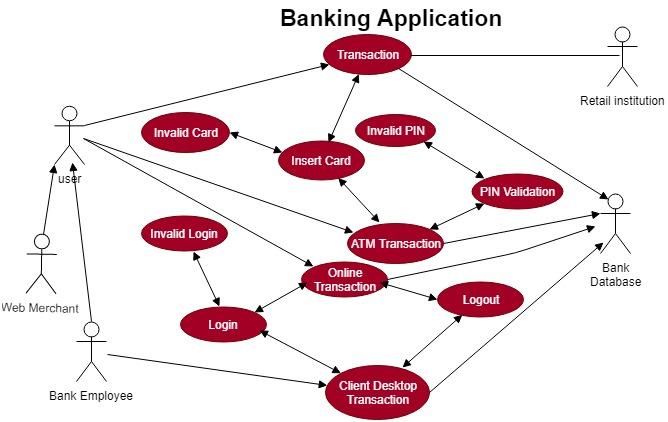 Banking Application
Transaction
Retail institution
Invalid Card
Invalid PIN
Insert Card
user
PIN Validation
Invalid Login
ATM Transaction
Bank
Database
Online
Transaction
Web Merchant
Logout
Login
Client Desktop
Transaction
Bank Employee